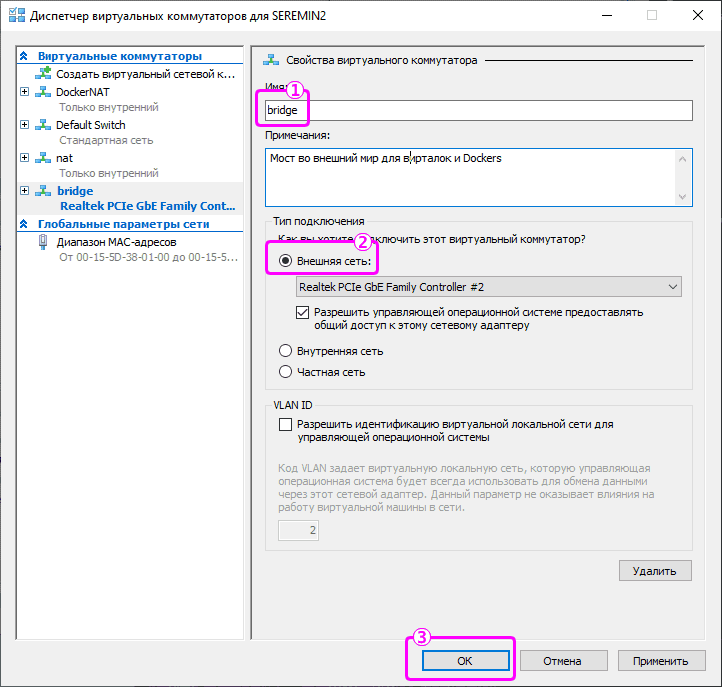 Диспетчер виртуальных коммутаторов для SEREMIN2
Виртуальные коммутаторы
Создать виртуальный сетевой к...
DockerNAT
Только внутренний
Default Switch
Стандартная сеть
nat
Только внутренний
bridge
Realtek PCIe GbE Family Cont...
Глобальные параметры сети
Диапазон MAC-адресов
От 00-15-5D-38-01-00 до 00-15-5...
Свойства виртуального коммутатора
1
Имя:
bridge
Примечания:
Мост во внешний мир для вирталок и Dockers
Тип подключения
2
Как вы хотите подключить этот виртуальный коммутатор?
Внешняя сеть:
Realtek PCIe GbE Family Controller #2
Разрешить управляющей операционной системе предоставлять
общий доступ к этому сетевому адаптеру
Внутренняя сеть
Частная сеть
VLAN ID
Разрешить идентификацию виртуальной локальной сети для
управляющей операционной системы
Код VLAN задает виртуальную локальную сеть, которую управляющая
операционная система будет всегда использовать для обмена данными
через этот сетевой адаптер. Данный параметр не оказывает влияния на
работу виртуальной машины в сети.
2
Удалить
3
OK
Отмена
Применить